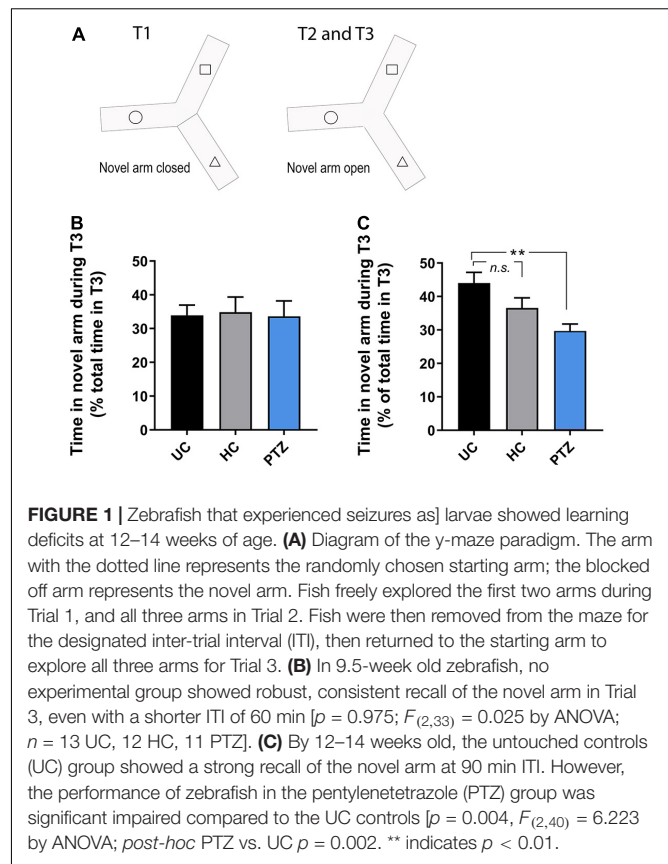 A T1 T2 and T3
Novel arm closed Novel arm open
B
Time in novel arm during T3
(% total time in T3)
50
40
30
20
10
0
UC HC PTZ
C
Time in novel arm during T3
(% of total time in T3)
50
40
30
20
10
0
**
n.s.
UC HC PTZ
FIGURE 1 | Zebrafish that experienced seizures as] larvae showed learning
deficits at 12–14 weeks of age. (A) Diagram of the y-maze paradigm. The arm
with the dotted line represents the randomly chosen starting arm; the blocked
off arm represents the novel arm. Fish freely explored the first two arms during
Trial 1, and all three arms in Trial 2. Fish were then removed from the maze for
the designated inter-trial interval (ITI), then returned to the starting arm to
explore all three arms for Trial 3. (B) In 9.5-week old zebrafish, no
experimental group showed robust, consistent recall of the novel arm in Trial
3, even with a shorter ITI of 60 min [p = 0.975; F(2,33) = 0.025 by ANOVA;
n = 13 UC, 12 HC, 11 PTZ]. (C) By 12–14 weeks old, the untouched controls
(UC) group showed a strong recall of the novel arm at 90 min ITI. However,
the performance of zebrafish in the pentylenetetrazole (PTZ) group was
significant impaired compared to the UC controls [p = 0.004, F(2,40) = 6.223
by ANOVA; post-hoc PTZ vs. UC p = 0.002. ** indicates p < 0.01.